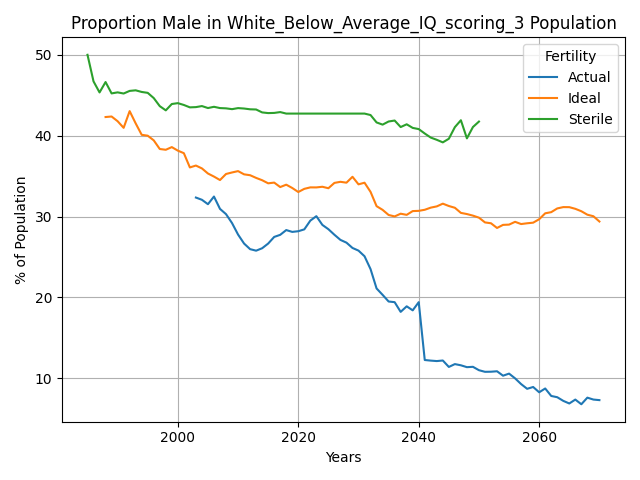 Proportion Male in White_Below_Average_IQ_scoring_3 Population
% of Population
50
40
30
20
10
2000
2020
2040
2060
Years
Fertility
Actual
Ideal
Sterile